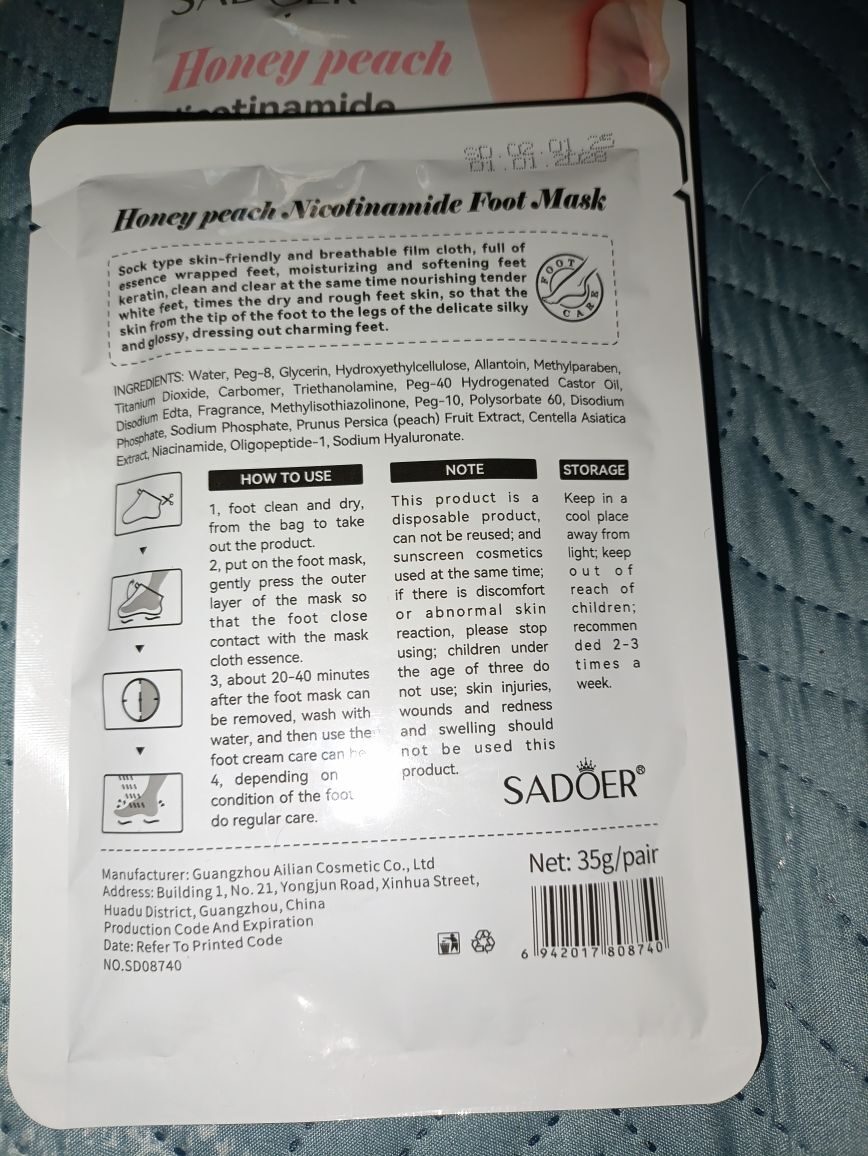 SADOER
Honey peach
Nicotinamide
SD.02.01.25
01.01.2028
Honey peach Nicotinamide Foot Mask
Sock type skin-friendly and breathable film cloth, full of
essence wrapped feet, moisturizing and softening feet
keratin, clean and clear at the same time nourishing tender
white feet, times the dry and rough feet skin, so that the
skin from the tip of the foot to the legs of the delicate silky
and glossy, dressing out charming feet.
FOOT
CARE
INGREDIENTS: Water, Peg-8, Glycerin, Hydroxyethylcellulose, Allantoin, Methylparaben,
Titanium Dioxide, Carbomer, Triethanolamine, Peg-40 Hydrogenated Castor Oil,
Disodium Edta, Fragrance, Methylisothiazolinone, Peg-10, Polysorbate 60, Disodium
Phosphate, Sodium Phosphate, Prunus Persica (peach) Fruit Extract, Centella Asiatica
Extract, Niacinamide, Oligopeptide-1, Sodium Hyaluronate.
HOW TO USE
1, foot clean and dry,
from the bag to take
out the product.
2, put on the foot mask,
gently press the outer
layer of the mask so
that the foot close
contact with the mask
cloth essence.
3, about 20-40 minutes
after the foot mask can
be removed, wash with
water, and then use the
foot cream care can be
4, depending on
condition of the foot
do regular care.
NOTE
This product is a
disposable product,
can not be reused; and
sunscreen cosmetics
used at the same time;
if there is discomfort
or abnormal skin
reaction, please stop
using; children under
the age of three do
not use; skin injuries,
wounds and redness
and swelling should
not be used this
product.
STORAGE
Keep in a
cool place
away from
light; keep
out of
reach of
children;
recommen
ded 2-3
times a
week.
SADOER®
Manufacturer: Guangzhou Ailian Cosmetic Co., Ltd
Address: Building 1, No. 21, Yongjun Road, Xinhua Street,
Huadu District, Guangzhou, China
Production Code And Expiration
Date: Refer To Printed Code
NO.SD08740
Net: 35g/pair
6 942017 808740